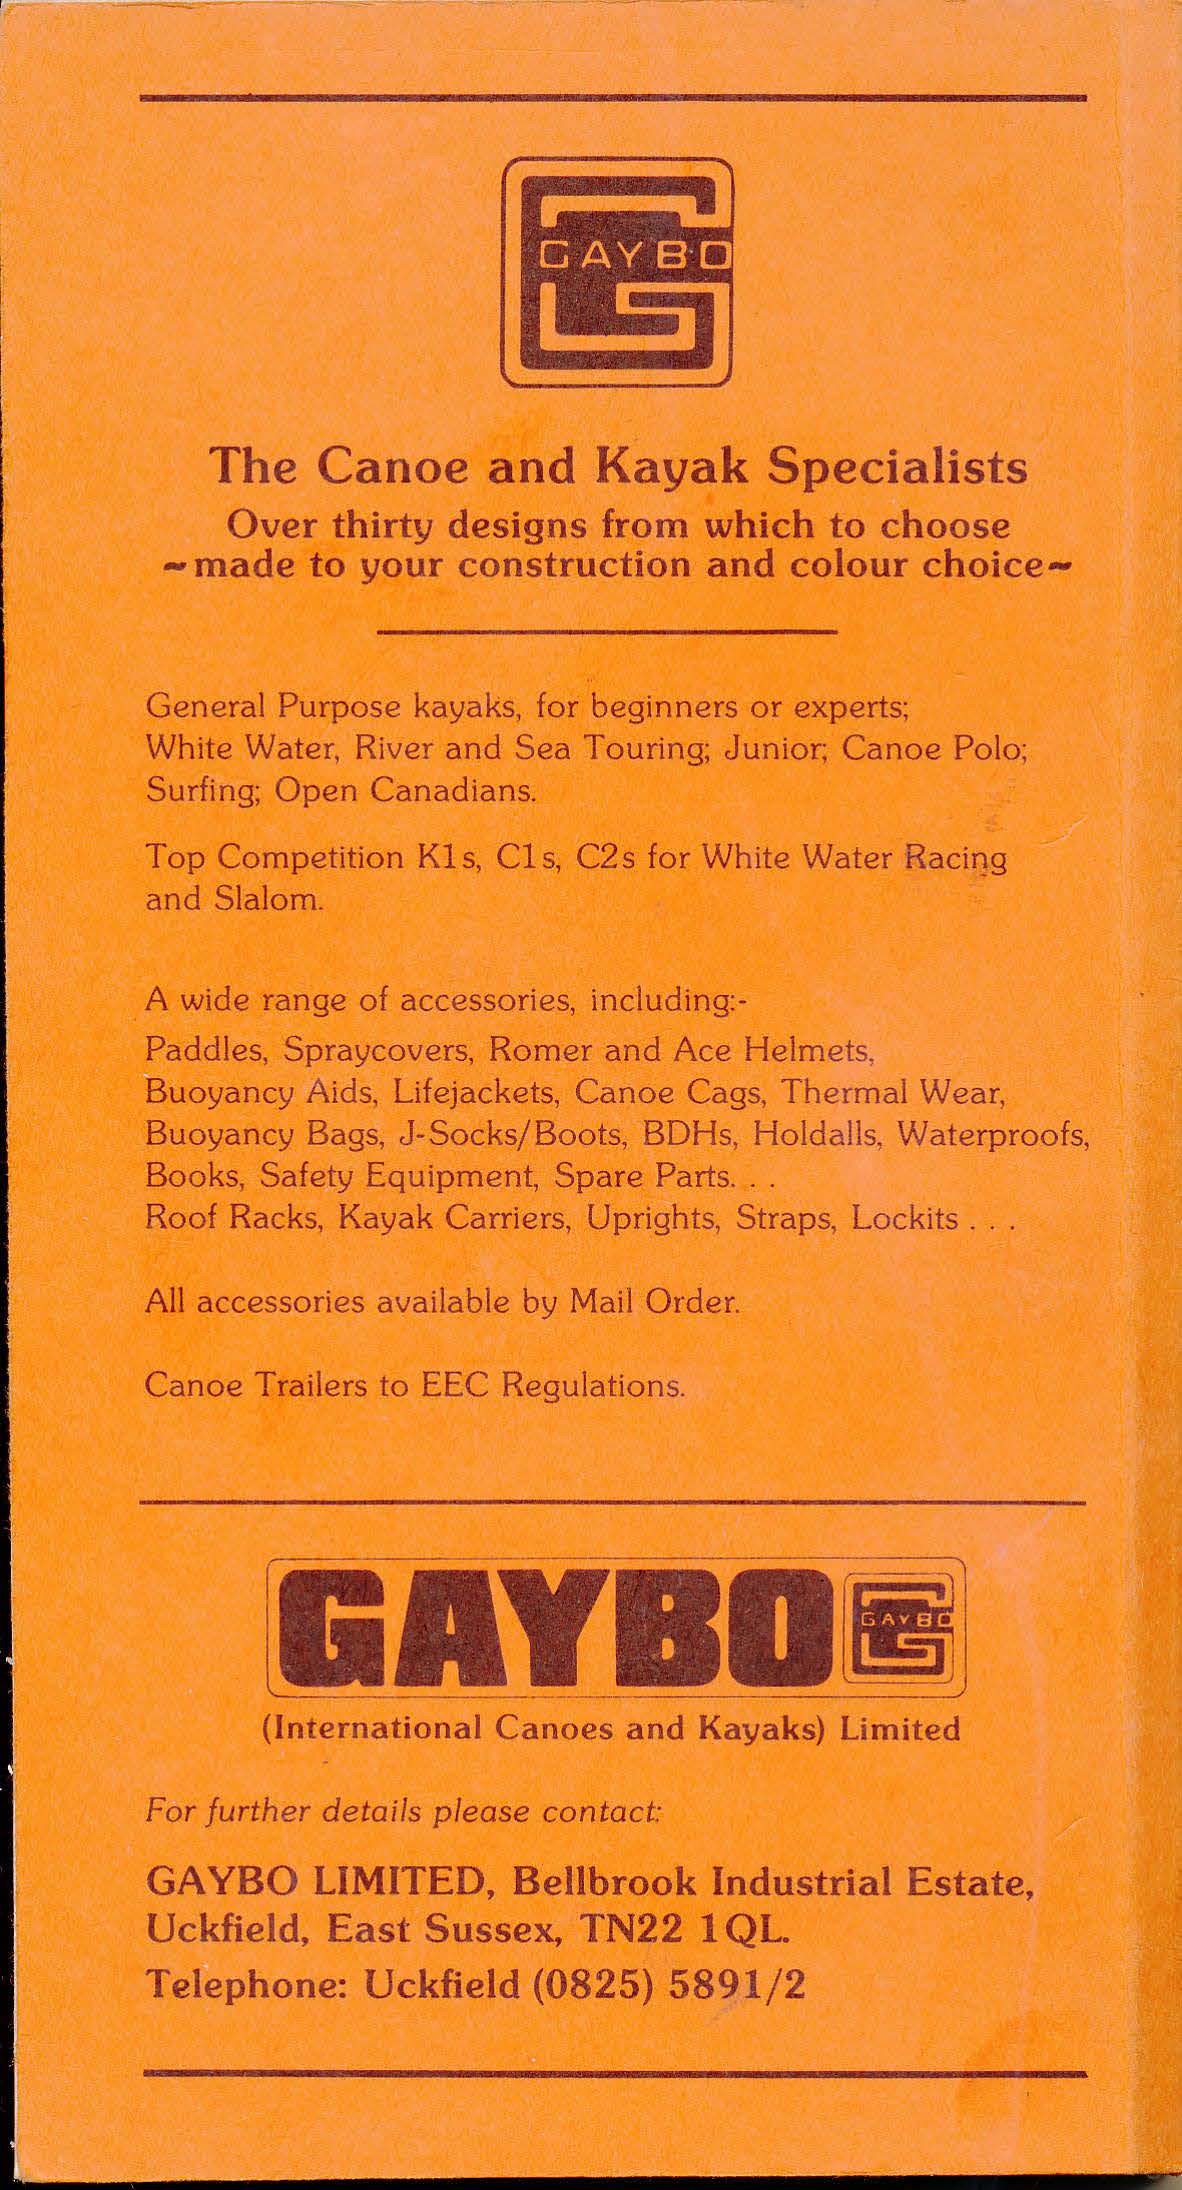 GAYBO
The Canoe and Kayak Specialists
Over thirty designs from which to choose
~made to your construction and colour choice~
General Purpose kayaks, for beginners or experts;
White Water, River and Sea Touring; Junior; Canoe Polo;
Surfing; Open Canadians.
Top Competition K1s, C1s, C2s for White Water Racing
and Slalom.
A wide range of accessories, including:-
Paddles, Spraycovers, Romer and Ace Helmets,
Buoyancy Aids, Lifejackets, Canoe Cags, Thermal Wear,
Buoyancy Bags, J-Socks/Boots, BDHs, Holdalls, Waterproofs,
Books, Safety Equipment, Spare Parts. . .
Roof Racks, Kayak Carriers, Uprights, Straps, Lockits . . .
All accessories available by Mail Order.
Canoe Trailers to EEC Regulations.
GAYBO GAYBO
(International Canoes and Kayaks) Limited
For further details please contact:
GAYBO LIMITED, Bellbrook Industrial Estate,
Uckfield, East Sussex, TN22 1QL.
Telephone: Uckfield (0825) 5891/2